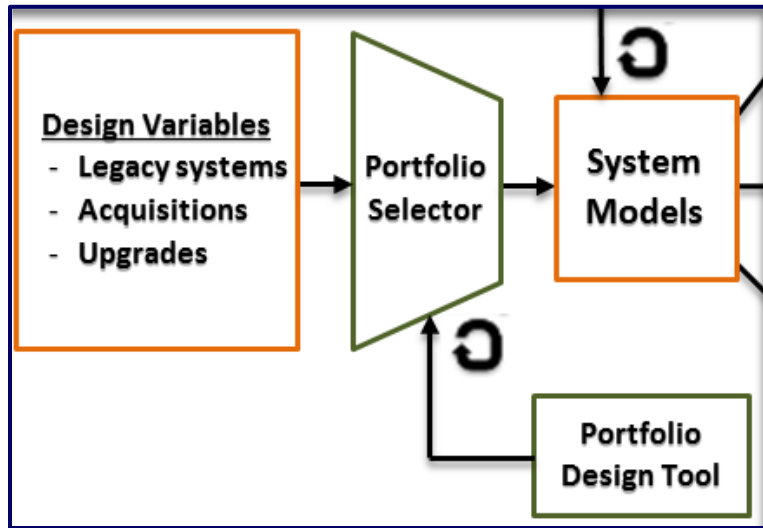 Design Variables
- Legacy systems
- Acquisitions
- Upgrades
Portfolio
Selector
System
Models
Portfolio
Design Tool